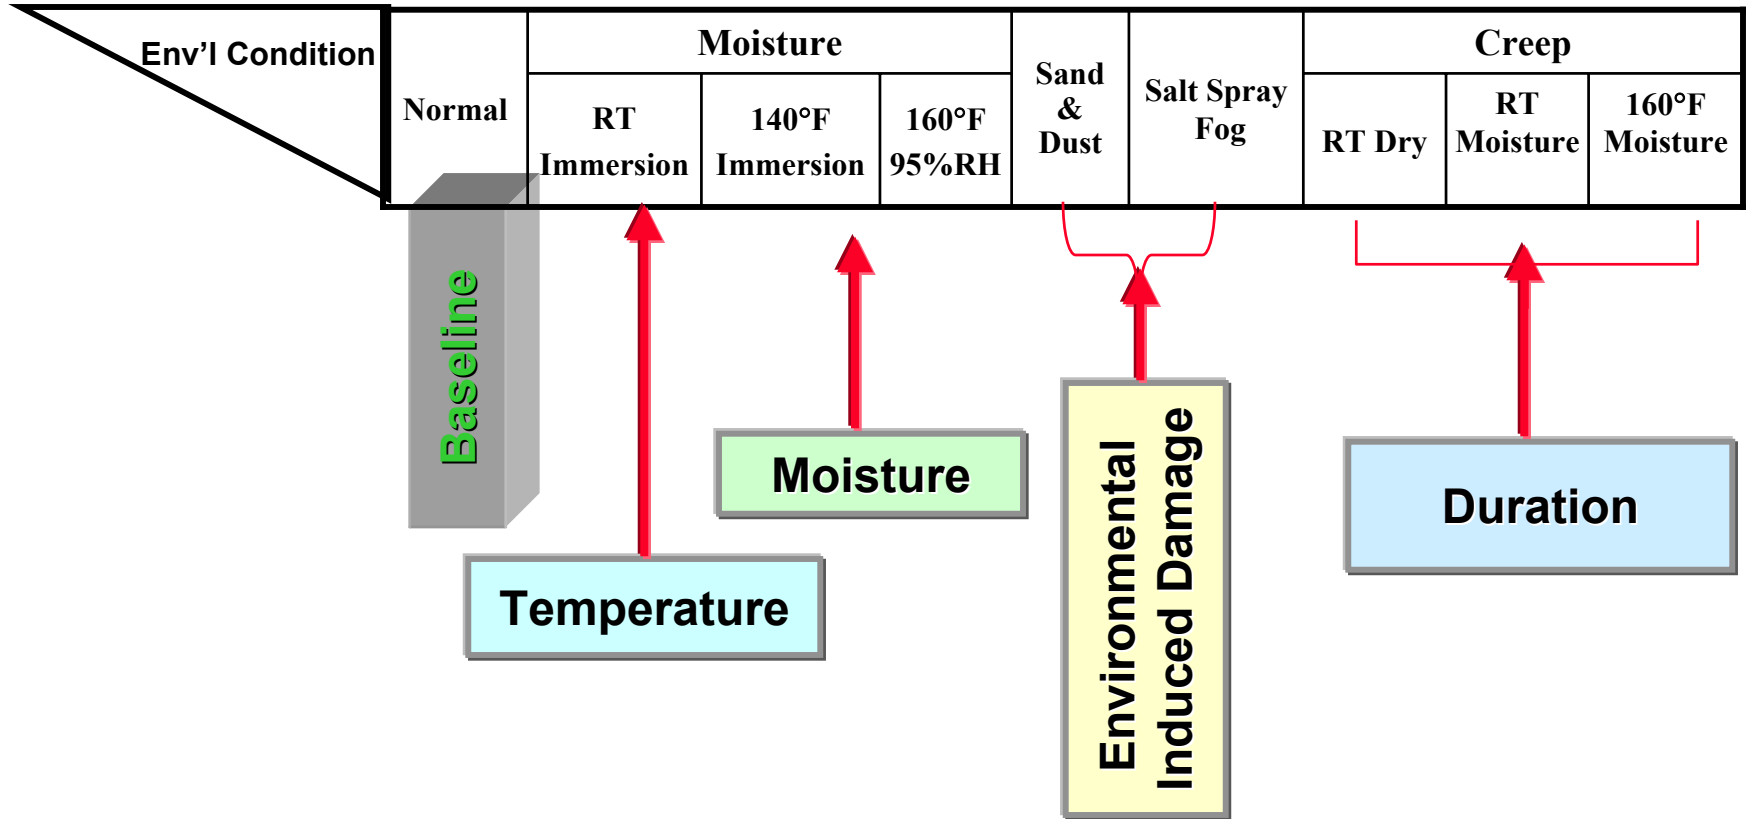 Env’l Condition
Normal
Moisture
RT
Immersion
140°F
Immersion
160°F
95%RH
Sand
&
Dust
Salt Spray
Fog
Creep
RT Dry
RT
Moisture
160°F
Moisture
Baseline
Temperature
Moisture
Environmental
Induced Damage
Duration